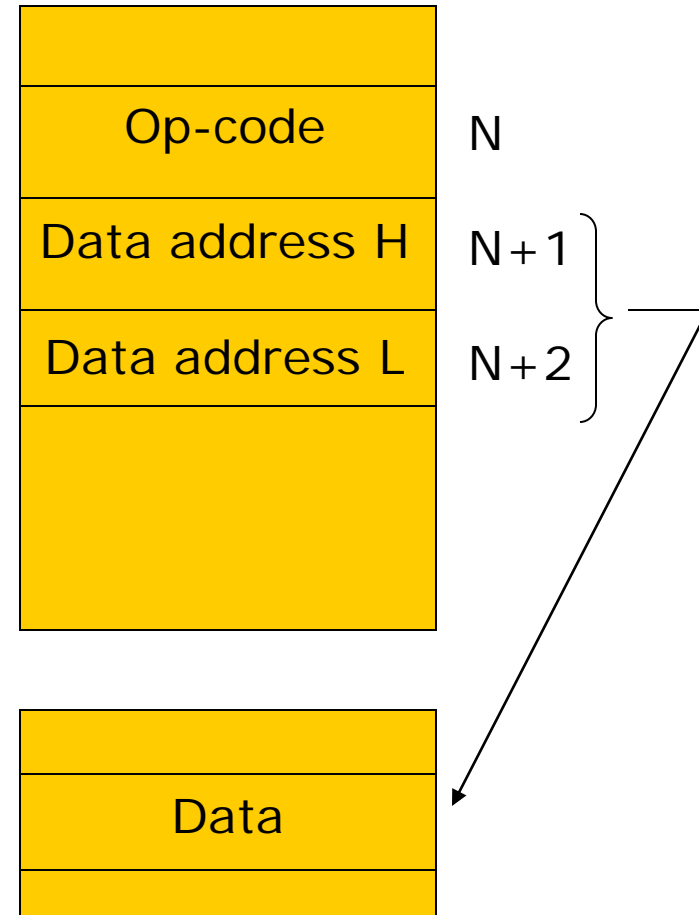 Op-code N
Data address H N+1
Data address L N+2
Data